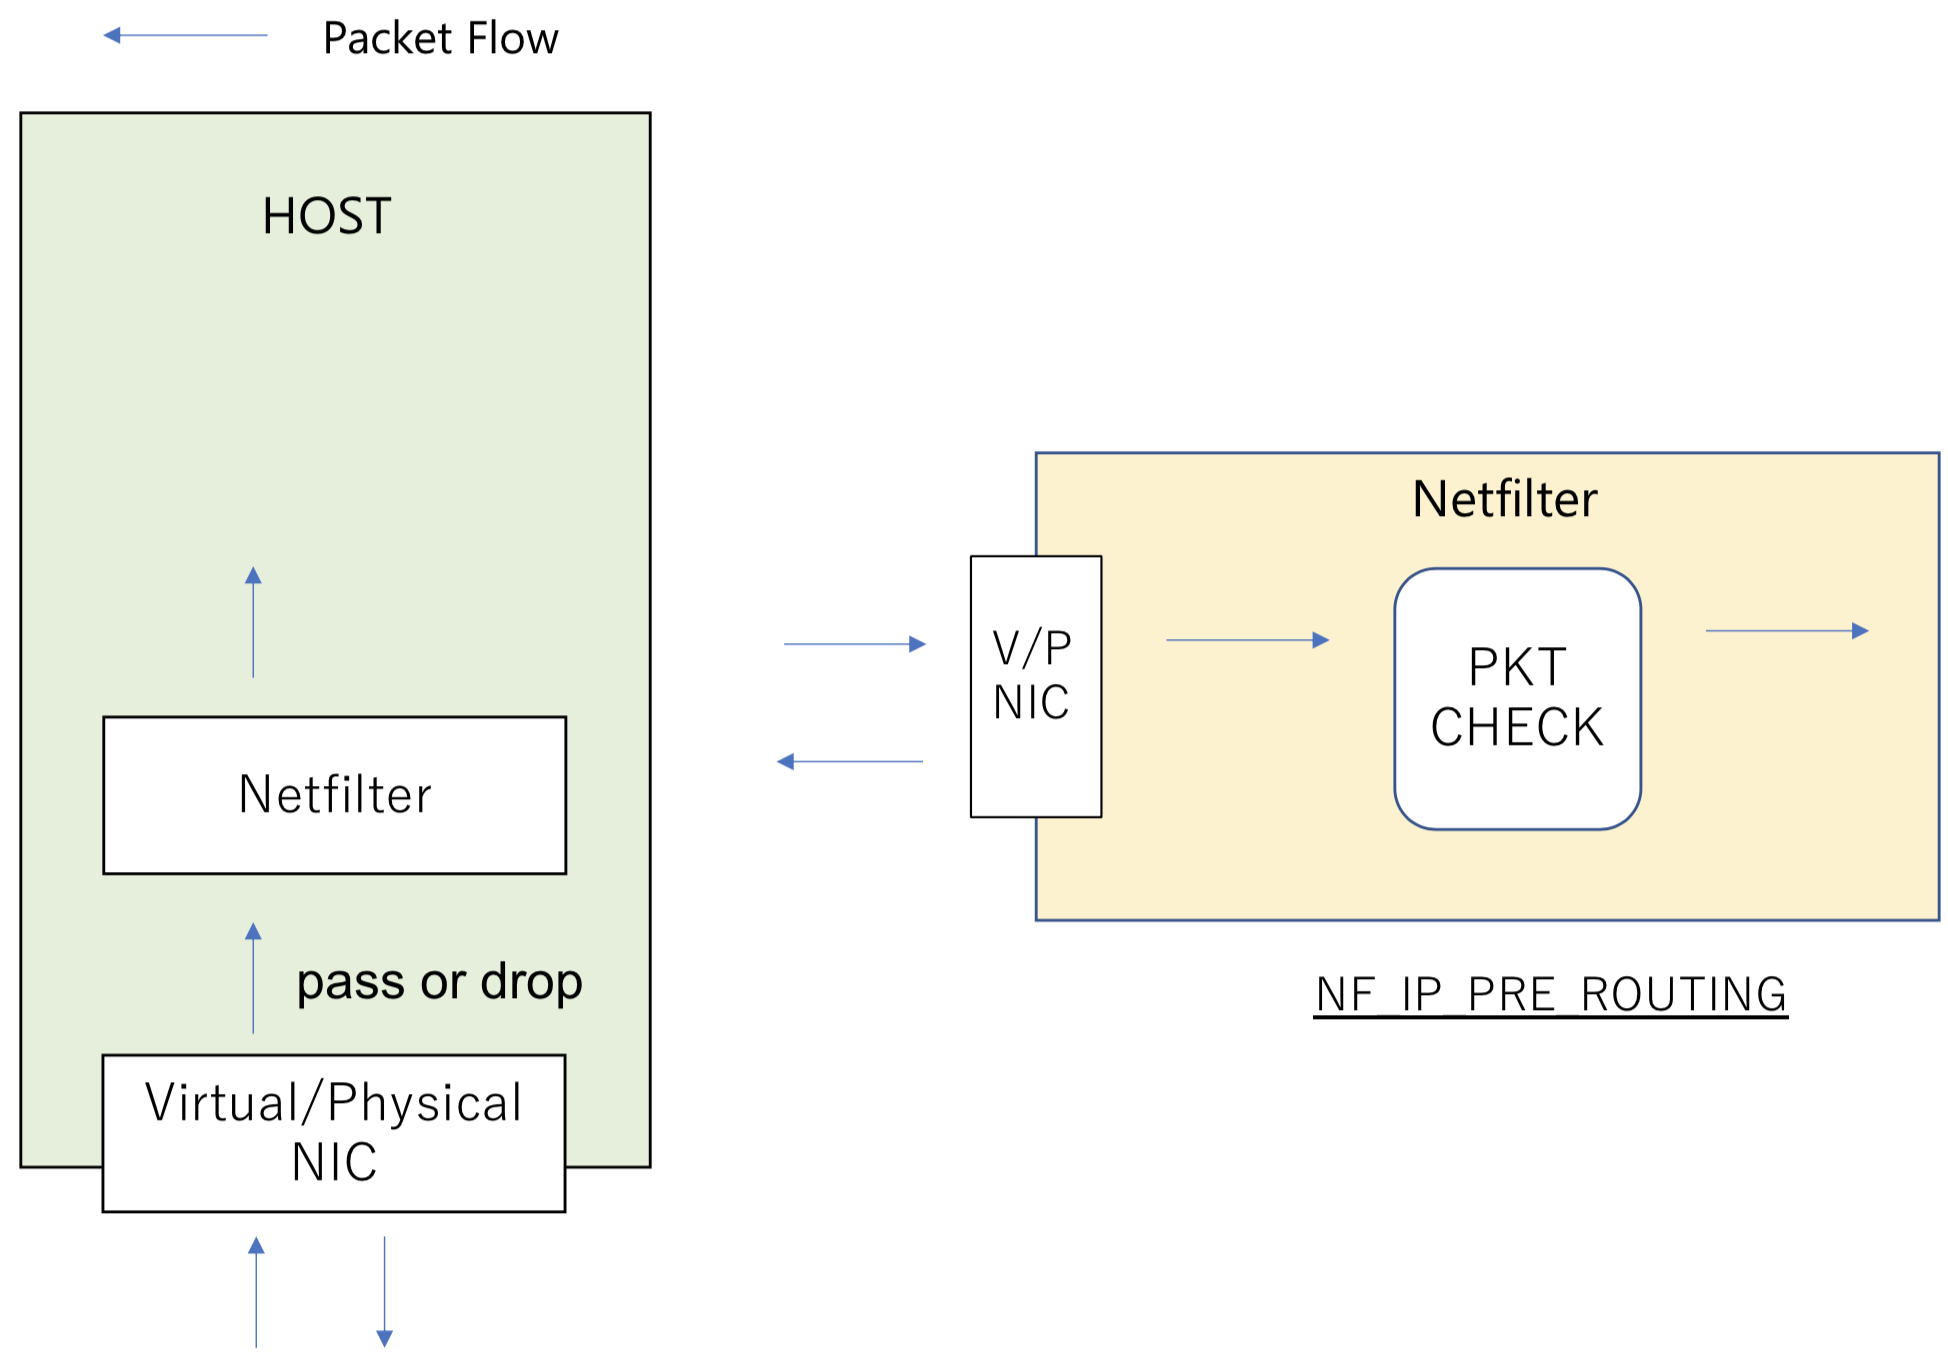 Packet Flow
HOST
Netfilter
pass or drop
Virtual/Physical
NIC
Netfilter
V/P
NIC
PKT
CHECK
NF_IP_PRE_ROUTING